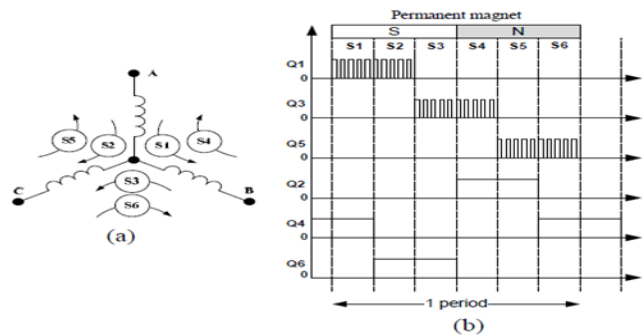 A
S5
S2
S1
S4
C
S3
B
S6
(a)
Permanent magnet
S N
S1 S2 S3 S4 S5 S6
Q1
0
Q3
0
Q5
0
Q2
0
Q4
0
Q6
0
1 period
(b)